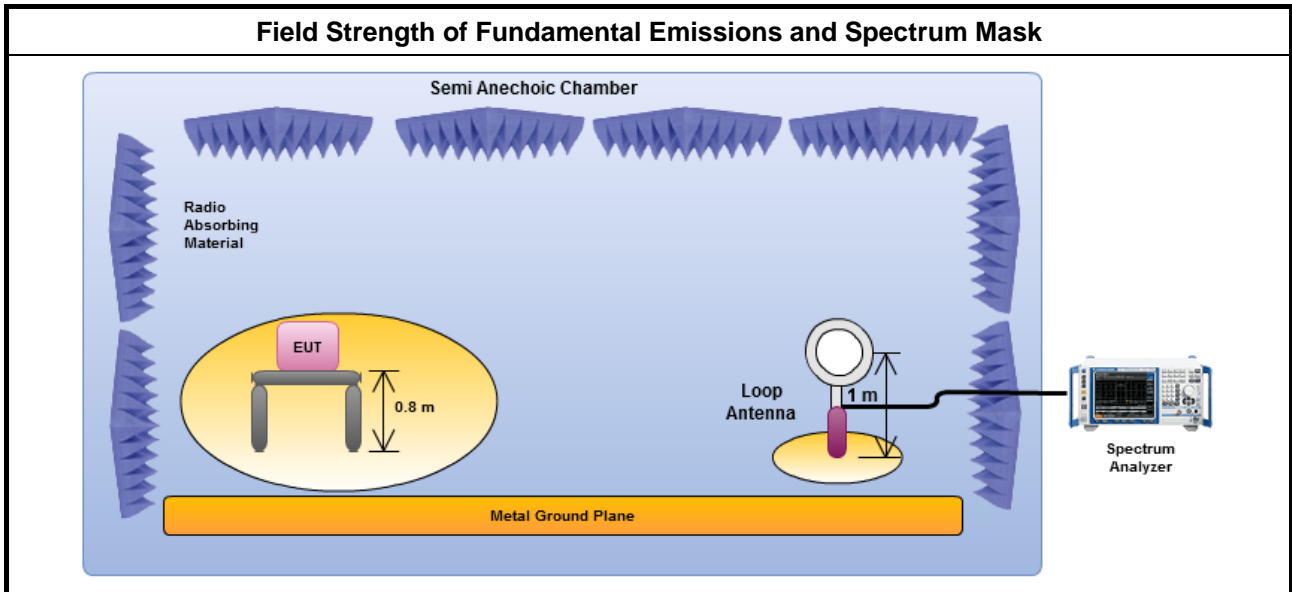 Field Strength of Fundamental Emissions and Spectrum Mask
Semi Anechoic Chamber
Radio
Absorbing
Material
EUT
0.8 m
Loop
Antenna
1 m
Spectrum
Analyzer
Metal Ground Plane